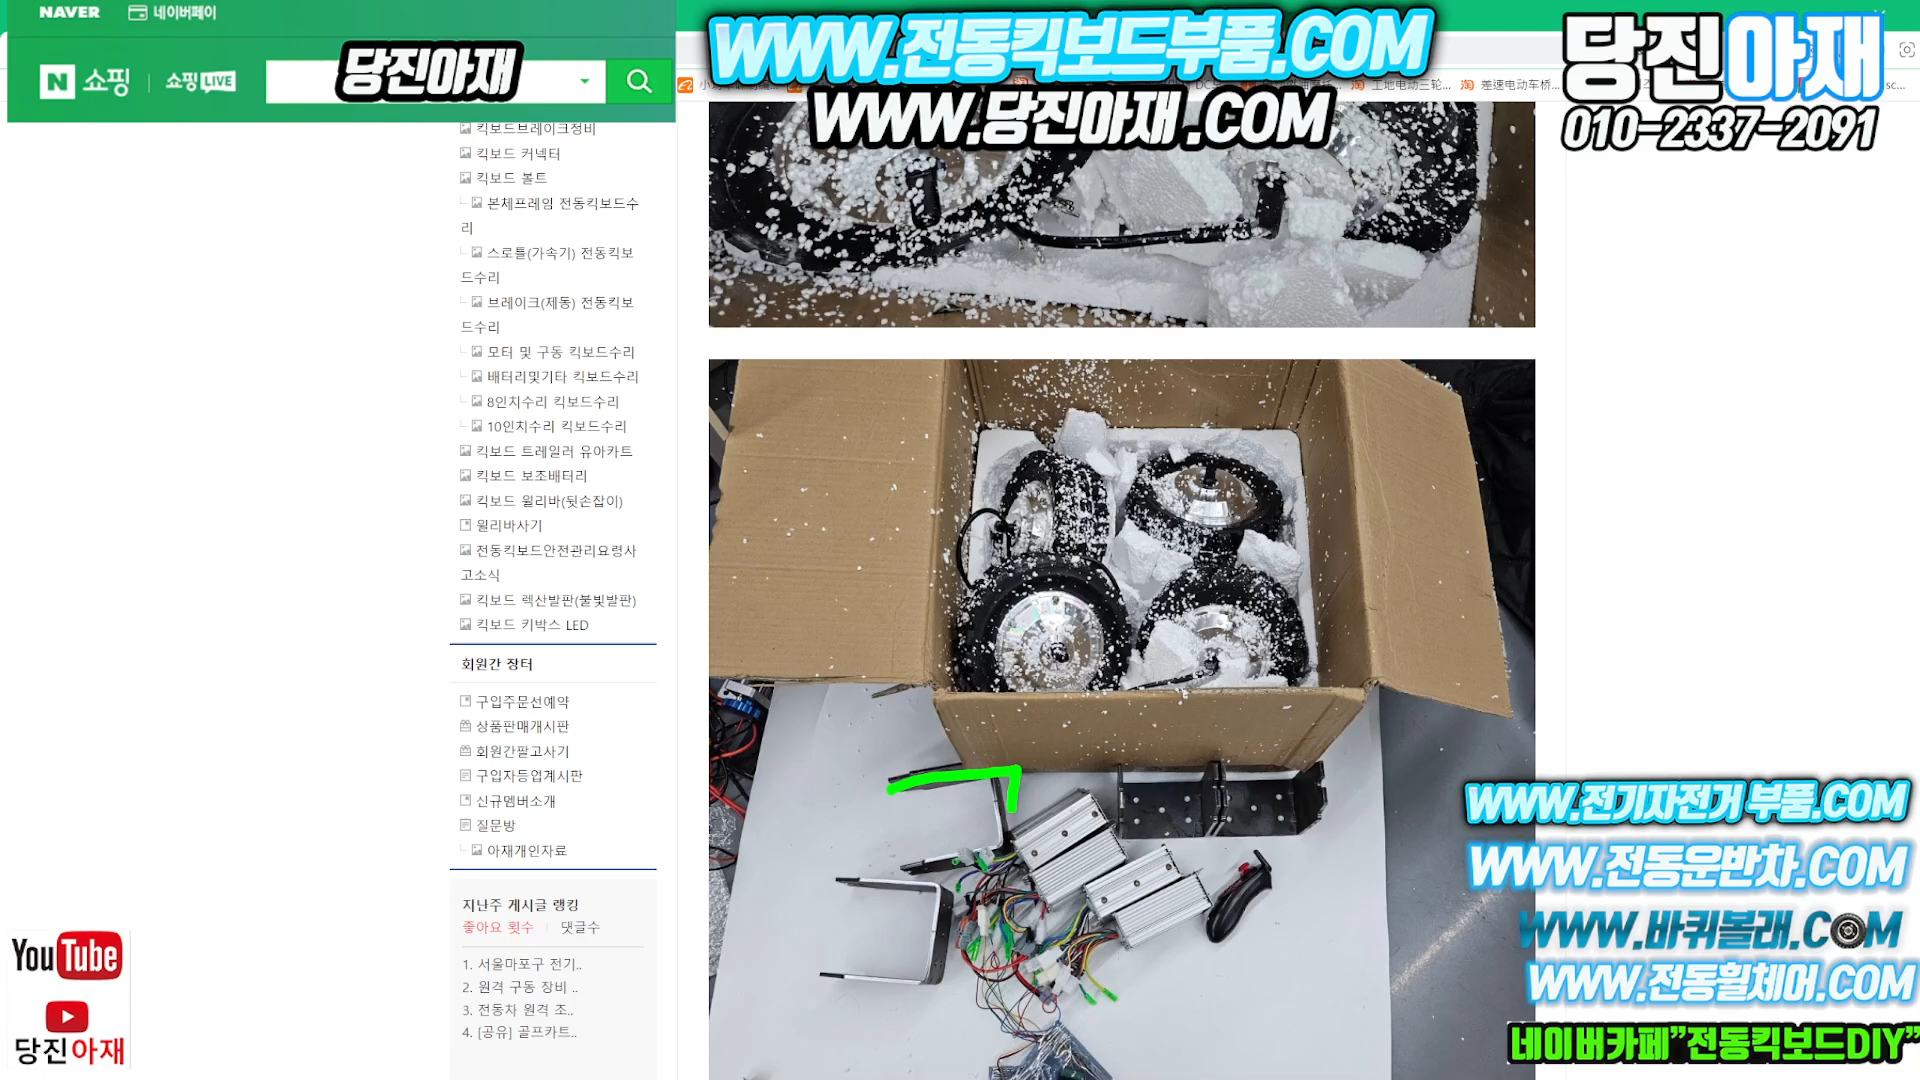 NAVER 네이버페이
N 쇼핑 쇼핑 LIVE 당진아재
WWW.전동킥보드부품.COM
WWW.당진아재.COM
당진아재
010-2337-2091
工地电动三轮...
淘 差速电动车桥...
sc...
킥보드브레이크정비
킥보드 커넥터
킥보드 볼트
본체프레임 전동킥보드수
리
스로틀(가속기) 전동킥보
드수리
브레이크(제동) 전동킥보
드수리
모터 및 구동 킥보드수리
배터리및기타 킥보드수리
8인치수리 킥보드수리
10인치수리 킥보드수리
킥보드 트레일러 유아카트
킥보드 보조배터리
킥보드 윌리바(뒷손잡이)
윌리바사기
전동킥보드안전관리요령사
고소식
킥보드 렉산발판(불빛발판)
킥보드 키박스 LED
회원간 장터
구입주문선예약
상품판매개시판
회원간팔고사기
구입자등업게시판
신규멤버소개
질문방
아재개인자료
지난주 게시글 랭킹
좋아요 횟수 댓글수
1. 서울마포구 전기..
2. 원격 구동 장비 ..
3. 전동차 원격 조..
4. [공유] 골프카트..
YouTube
당진아재
WWW.전기자전거 부품.COM
WWW.전동운반차.COM
WWW.바퀴볼래.COM
WWW.전동휠체어.COM
네이버카페"전동킥보드DIY"